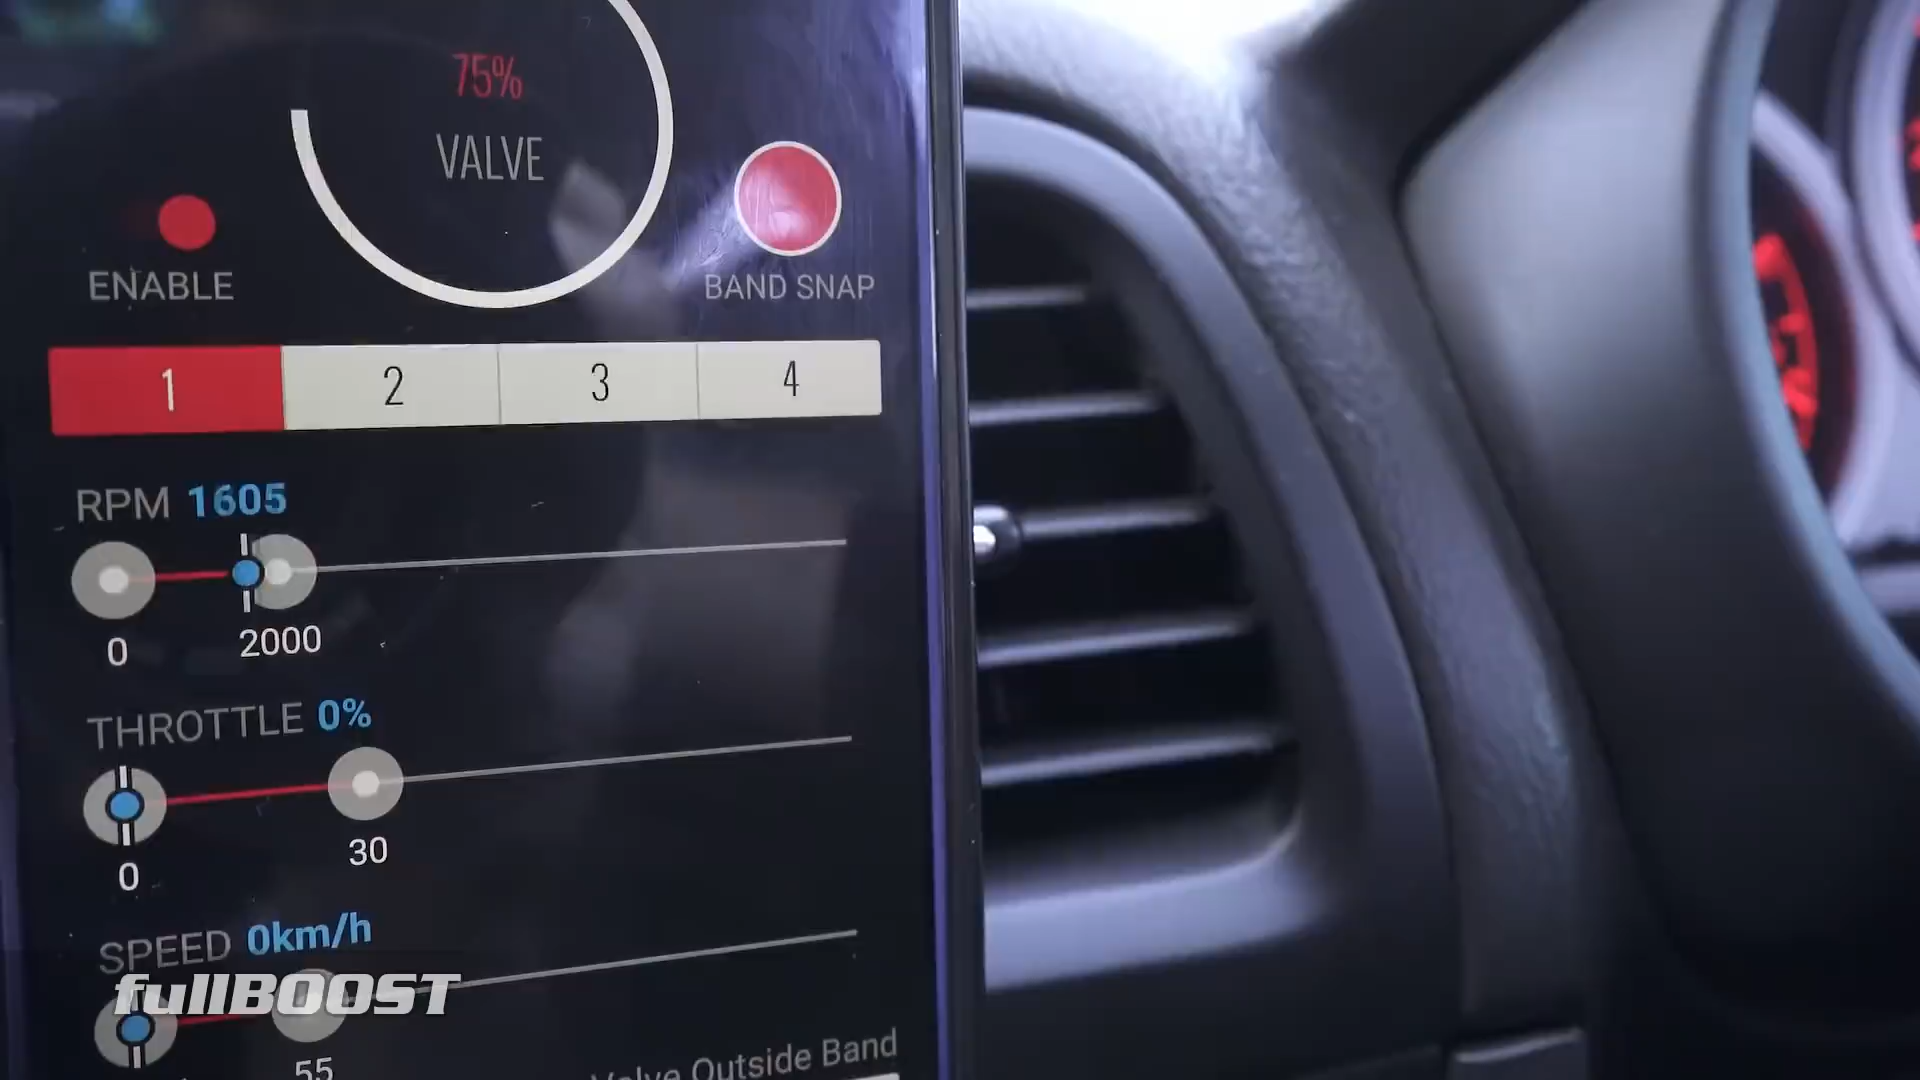 75%
VALVE
ENABLE
BAND SNAP
1 2 3 4
RPM 1605
0 2000
THROTTLE 0%
0 30
SPEED 0km/h
fullBOOST
55
Valve Outside Band